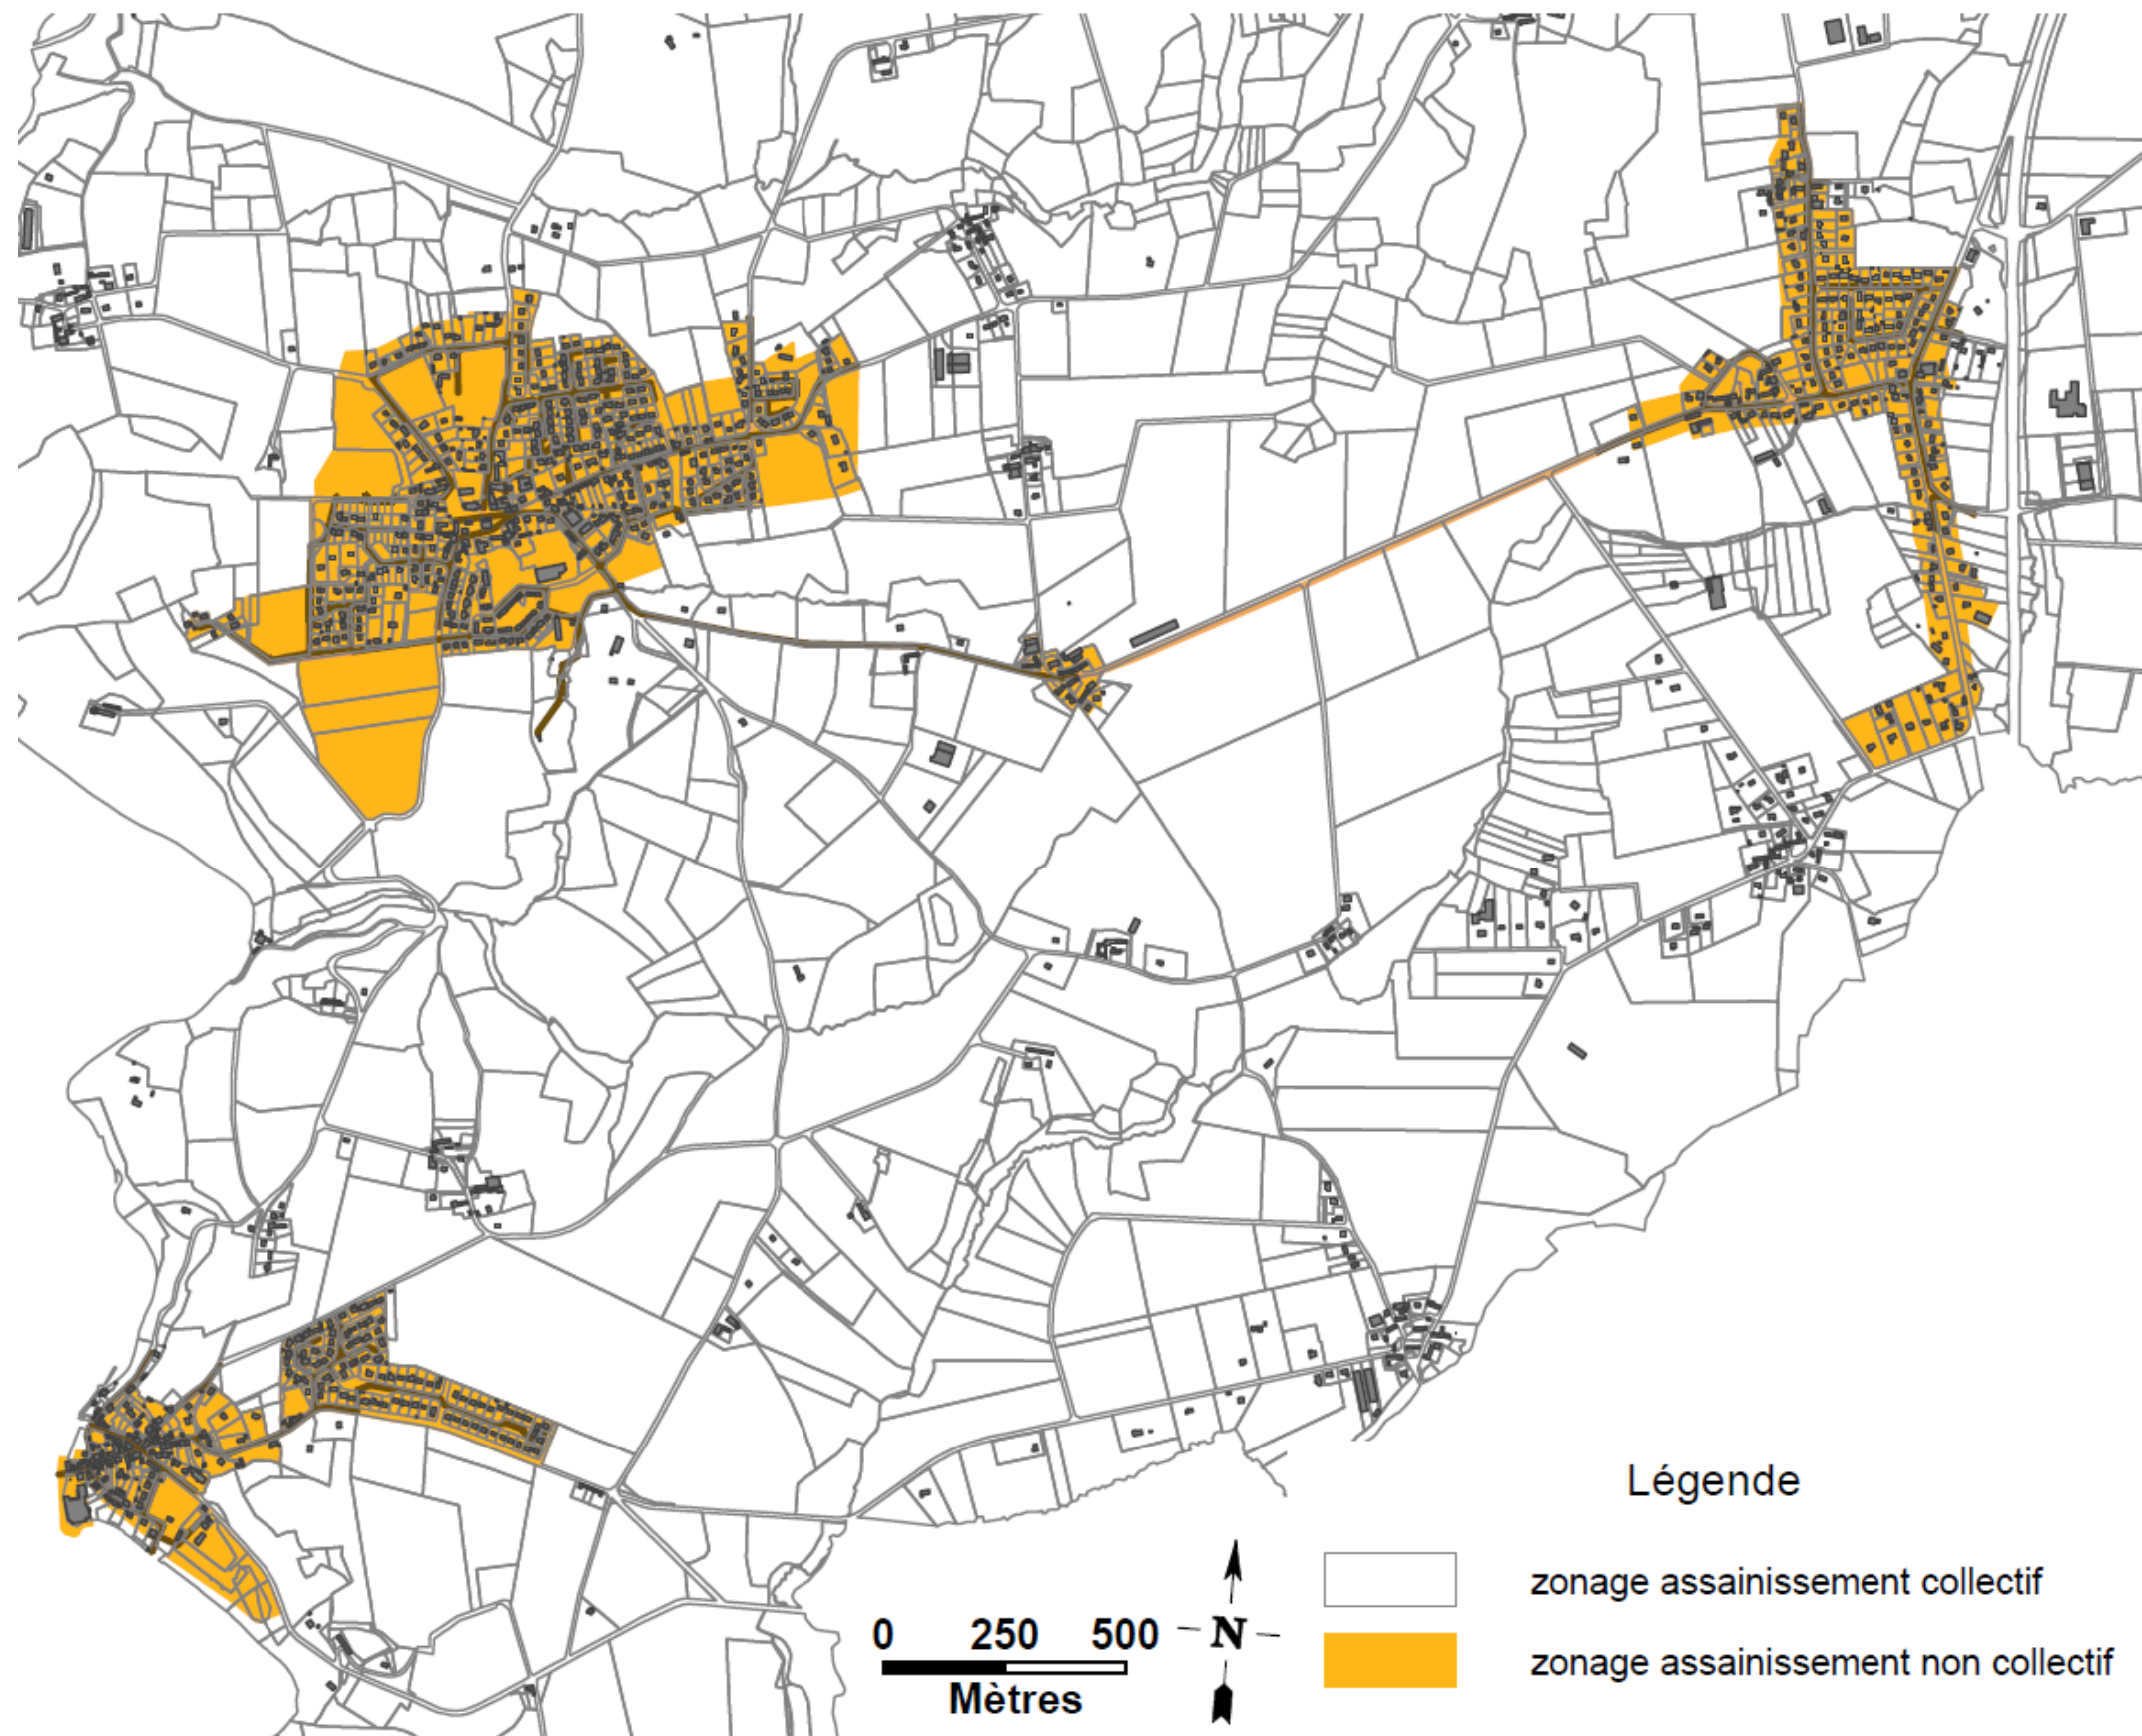 Légende
zonage assainissement collectif
zonage assainissement non collectif
0 250 500
Mètres
N